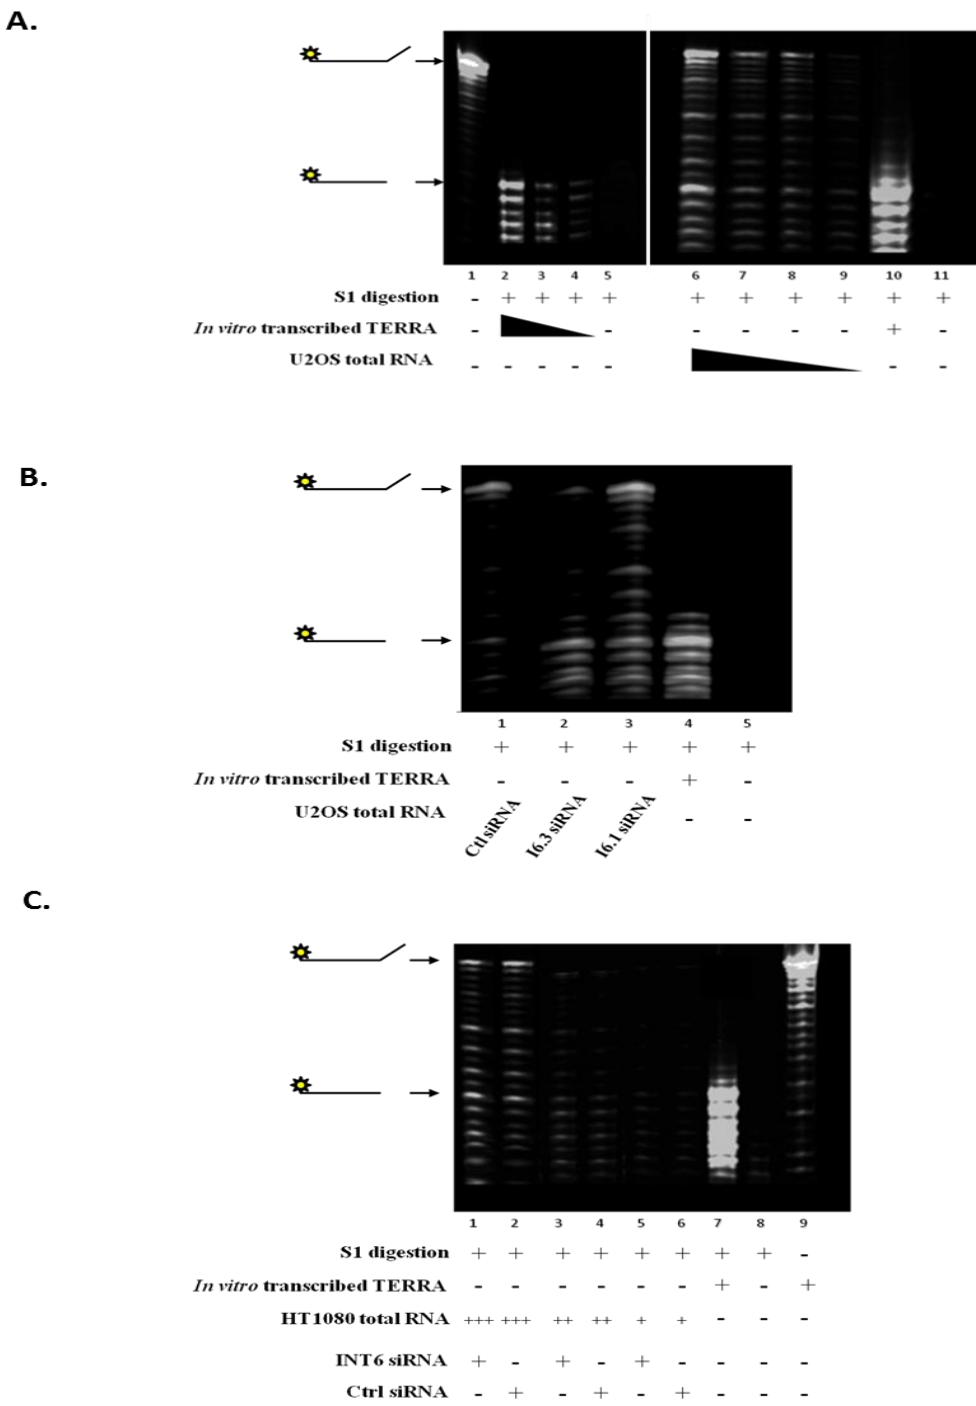 A.
1 2 3 4 5 6 7 8 9 10 11
S1 digestion - + + + + + + + + + +
In vitro transcribed TERRA - - - - - - + -
U2OS total RNA - - - - - - -
B.
1 2 3 4 5
S1 digestion + + + + +
In vitro transcribed TERRA - - - + -
U2OS total RNA Ctl siRNA I6.3 siRNA I6.1 siRNA - -
C.
1 2 3 4 5 6 7 8 9
S1 digestion + + + + + + + + -
In vitro transcribed TERRA - - - - - - + - +
HT1080 total RNA +++ +++ ++ ++ + + - - -
INT6 siRNA + - + - + - - - -
Ctrl siRNA - + - + - + - - -